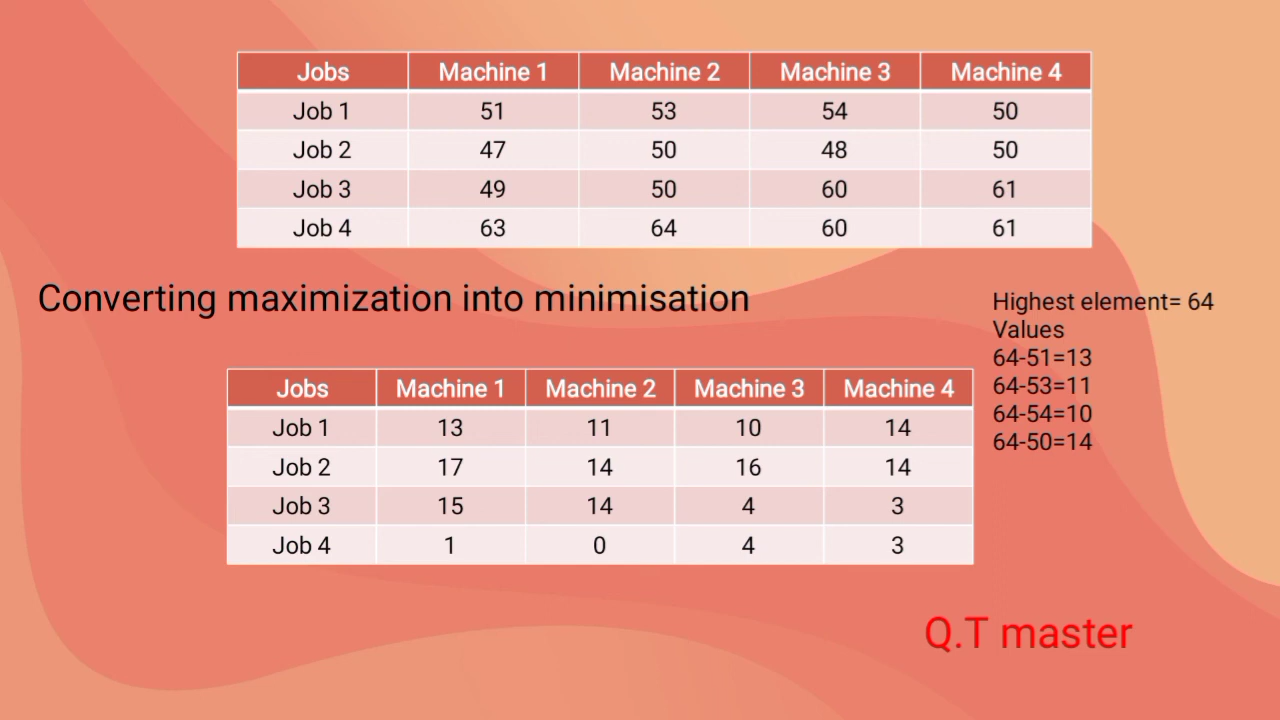 Jobs Machine 1 Machine 2 Machine 3 Machine 4
Job 1 51 53 54 50
Job 2 47 50 48 50
Job 3 49 50 60 61
Job 4 63 64 60 61
Converting maximization into minimisation
Highest element= 64
Values
64-51=13
64-53=11
64-54=10
64-50=14
Jobs Machine 1 Machine 2 Machine 3 Machine 4
Job 1 13 11 10 14
Job 2 17 14 16 14
Job 3 15 14 4 3
Job 4 1 0 4 3
Q.T master